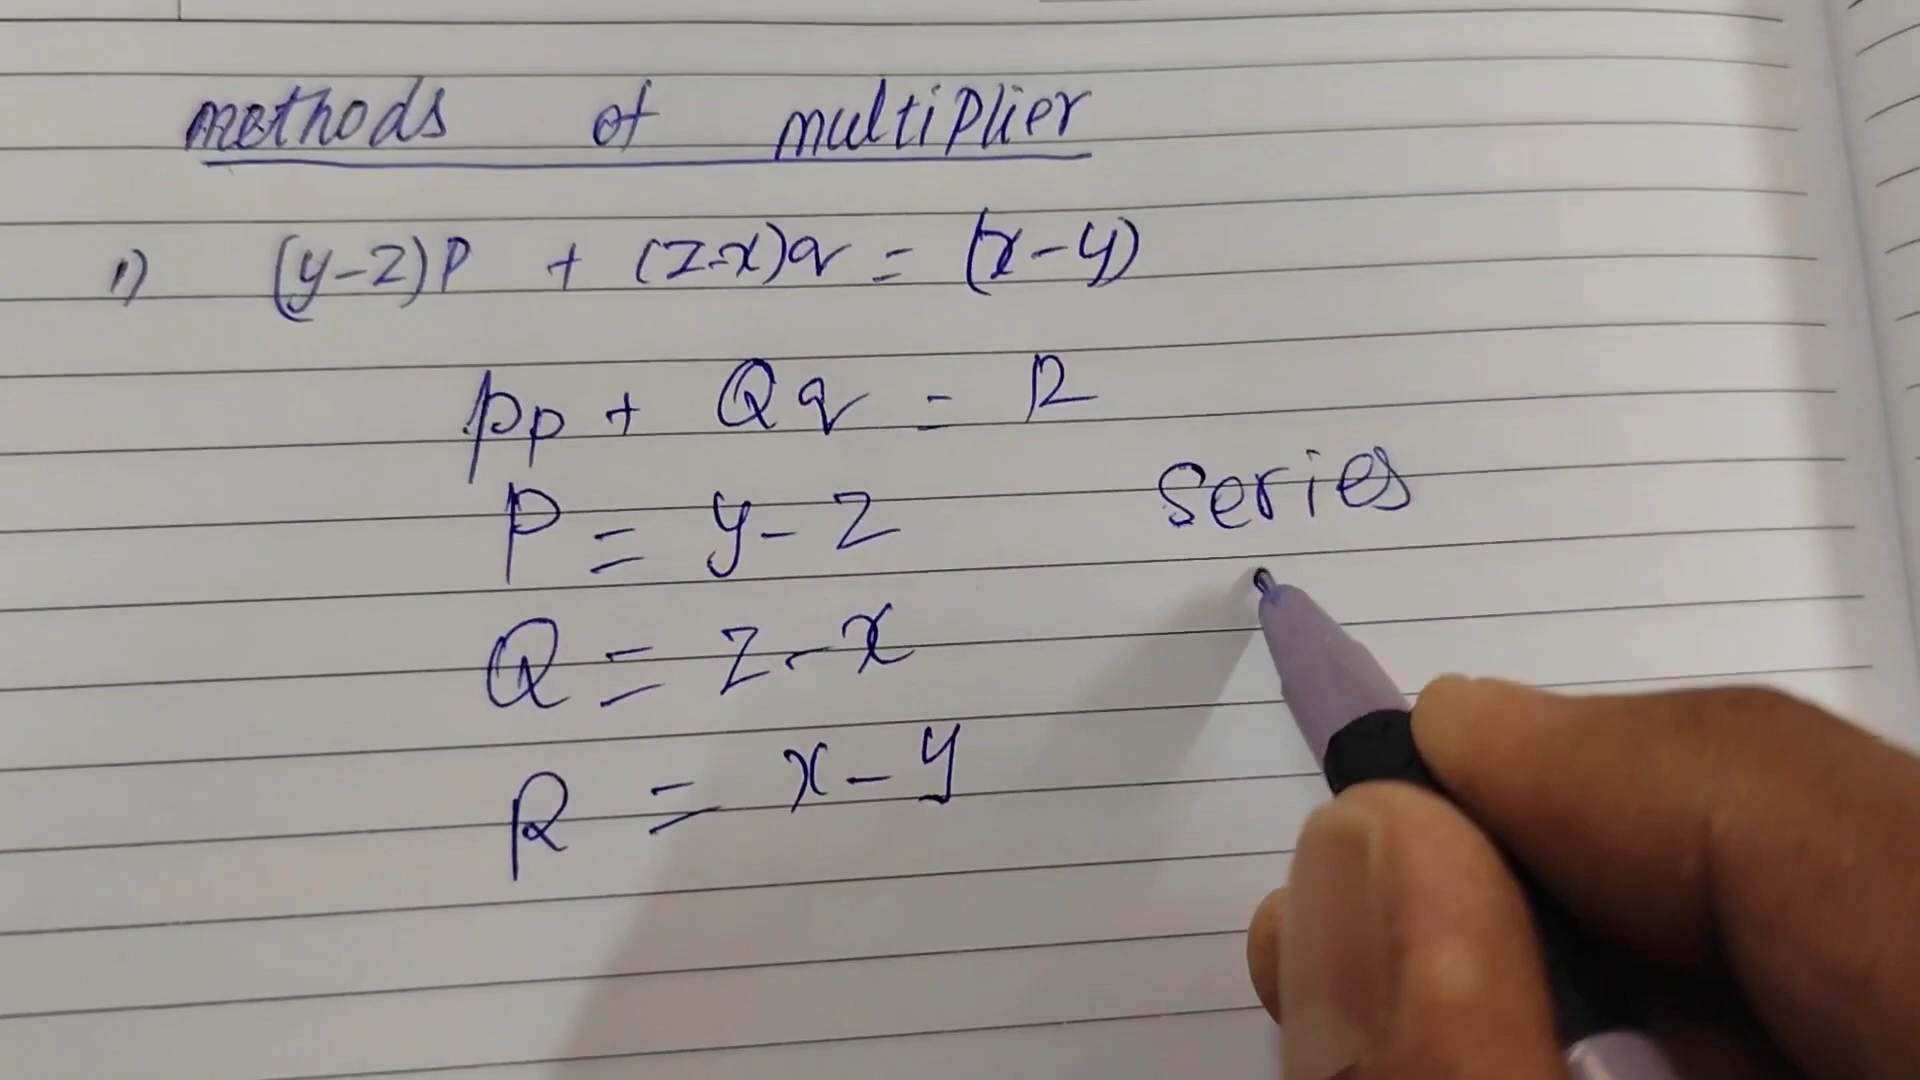 methods of multiplier
1) (y-z)p + (z-x)q = (x-y)
Pp + Qq = R
P = y-z
series
Q = z-x
R = x-y